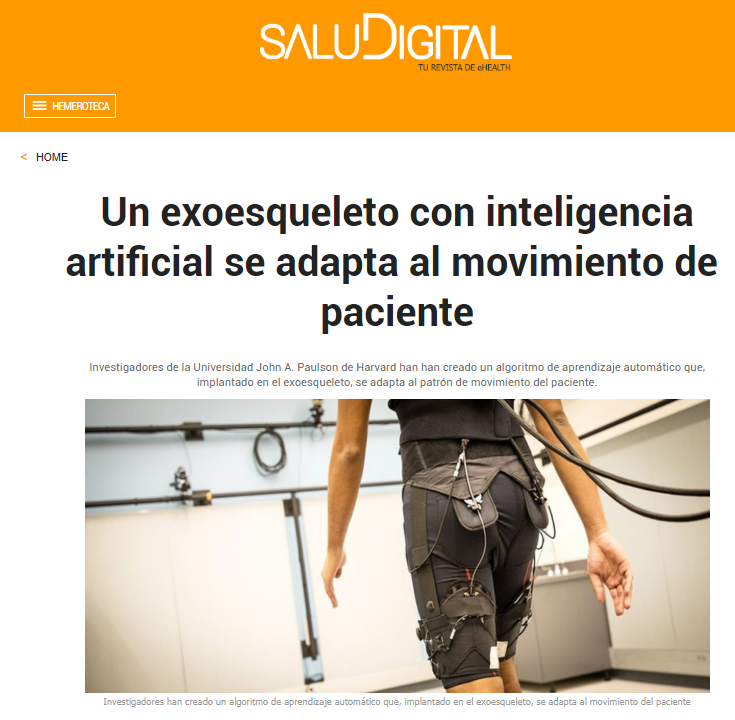 SALUDIGITAL
TU REVISTA DE eHEALTH
HEMEROTECA
< HOME
Un exoesqueleto con inteligencia
artificial se adapta al movimiento de
paciente
Investigadores de la Universidad John A. Paulson de Harvard han han creado un algoritmo de aprendizaje automático que,
implantado en el exoesqueleto, se adapta al patrón de movimiento del paciente.
Investigadores han creado un algoritmo de aprendizaje automático que, implantado en el exoesqueleto, se adapta al movimiento del paciente